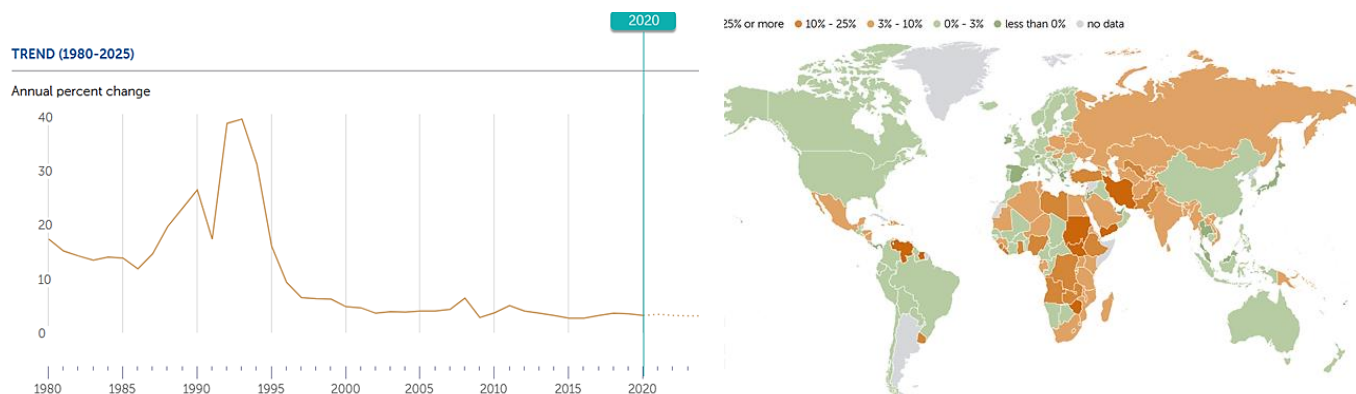 2020
TREND (1980-2025)
Annual percent change
40
30
20
10
0
1980 1985 1990 1995 2000 2005 2010 2015 2020
25% or more 10% - 25% 3% - 10% 0% - 3% less than 0% no data